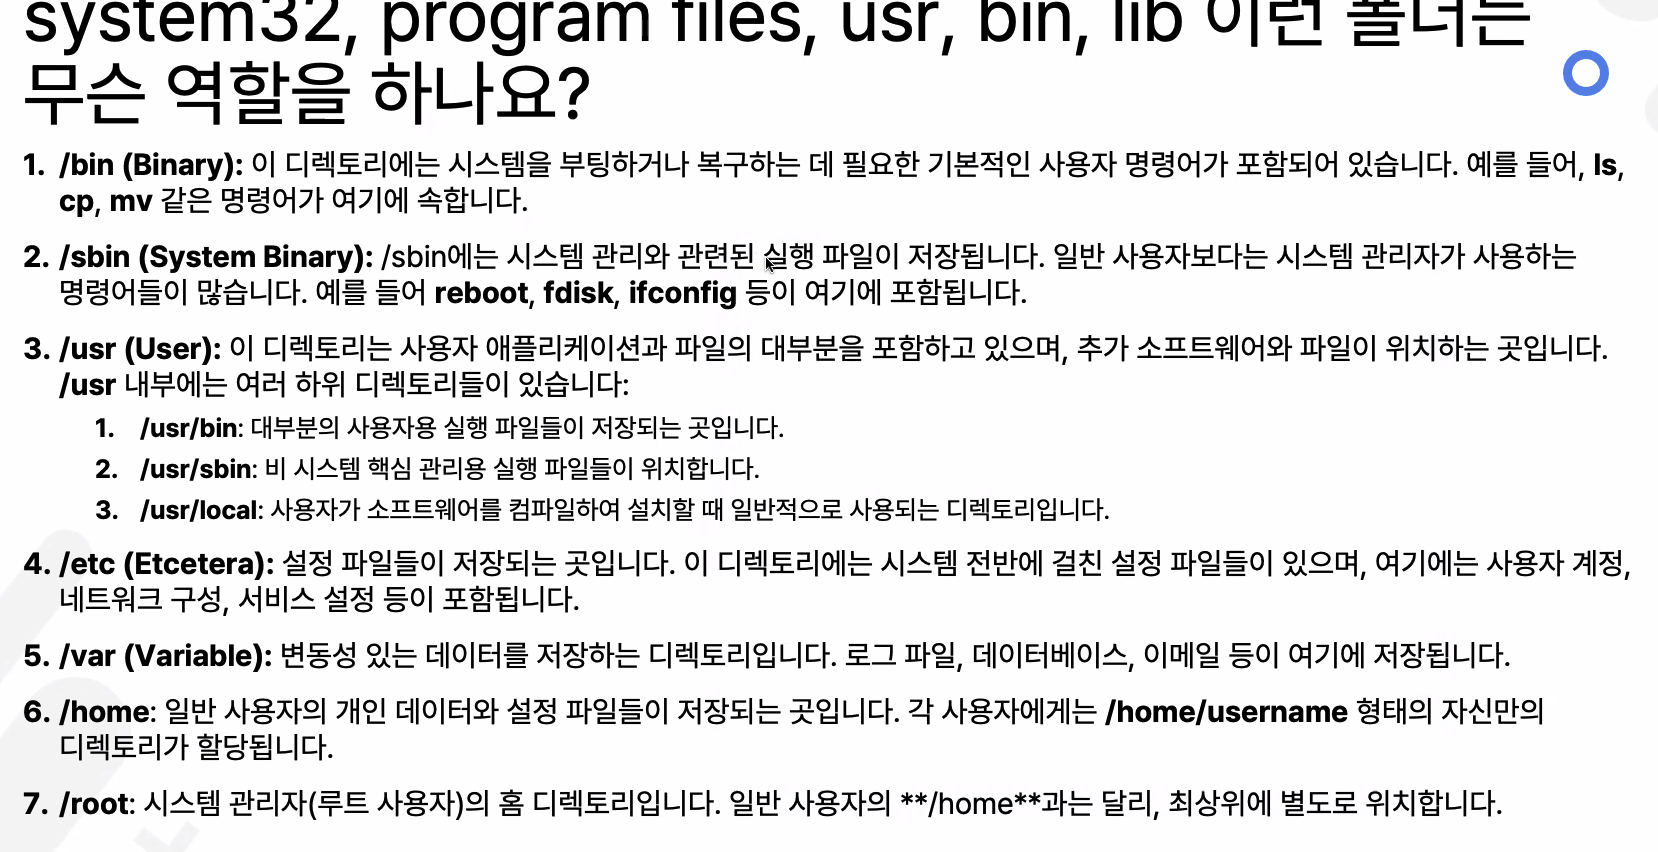 system32, program files, usr, bin, lib 이런 폴더는
무슨 역할을 하나요?
1. /bin (Binary): 이 디렉토리에는 시스템을 부팅하거나 복구하는 데 필요한 기본적인 사용자 명령어가 포함되어 있습니다. 예를 들어, ls,
cp, mv 같은 명령어가 여기에 속합니다.
2. /sbin (System Binary): /sbin에는 시스템 관리와 관련된 실행 파일이 저장됩니다. 일반 사용자보다는 시스템 관리자가 사용하는
명령어들이 많습니다. 예를 들어 reboot, fdisk, ifconfig 등이 여기에 포함됩니다.
3. /usr (User): 이 디렉토리는 사용자 애플리케이션과 파일의 대부분을 포함하고 있으며, 추가 소프트웨어와 파일이 위치하는 곳입니다.
/usr 내부에는 여러 하위 디렉토리들이 있습니다:
1. /usr/bin: 대부분의 사용자용 실행 파일들이 저장되는 곳입니다.
2. /usr/sbin: 비 시스템 핵심 관리용 실행 파일들이 위치합니다.
3. /usr/local: 사용자가 소프트웨어를 컴파일하여 설치할 때 일반적으로 사용되는 디렉토리입니다.
4. /etc (Etcetera): 설정 파일들이 저장되는 곳입니다. 이 디렉토리에는 시스템 전반에 걸친 설정 파일들이 있으며, 여기에는 사용자 계정,
네트워크 구성, 서비스 설정 등이 포함됩니다.
5. /var (Variable): 변동성 있는 데이터를 저장하는 디렉토리입니다. 로그 파일, 데이터베이스, 이메일 등이 여기에 저장됩니다.
6. /home: 일반 사용자의 개인 데이터와 설정 파일들이 저장되는 곳입니다. 각 사용자에게는 /home/username 형태의 자신만의
디렉토리가 할당됩니다.
7. /root: 시스템 관리자(루트 사용자)의 홈 디렉토리입니다. 일반 사용자의 **/home**과는 달리, 최상위에 별도로 위치합니다.